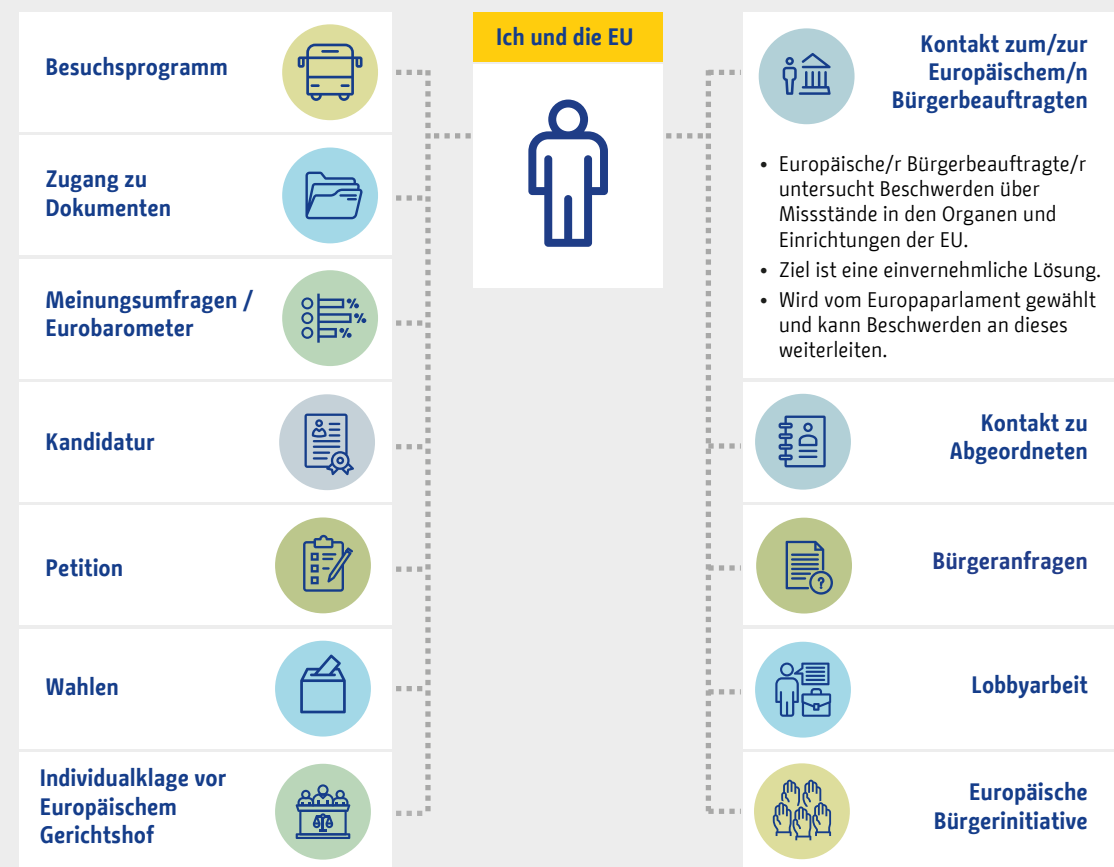 Ich und die EU
Besuchsprogramm
Zugang zu
Dokumenten
Meinungsumfragen /
Eurobarometer
%
%
%
Kandidatur
Petition
Wahlen
Individualklage vor
Europäischem
Gerichtshof
Kontakt zum/zur
Europäischem/n
Bürgerbeauftragten
• Europäische/r Bürgerbeauftragte/r
untersucht Beschwerden über
Missstände in den Organen und
Einrichtungen der EU.
• Ziel ist eine einvernehmliche Lösung.
• Wird vom Europaparlament gewählt
und kann Beschwerden an dieses
weiterleiten.
Kontakt zu
Abgeordneten
?
Bürgeranfragen
Lobbyarbeit
Europäische
Bürgerinitiative